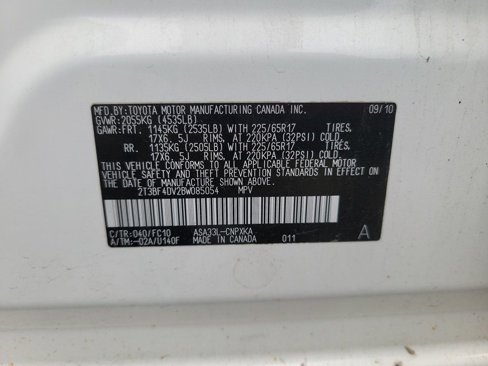 MFD.BY:TOYOTA MOTOR MANUFACTURING CANADA INC. 09/10
GVWR:2055KG (4535LB)
GAWR:FRT. 1145KG (2535LB) WITH 225/65R17 TIRES,
17X6.5J RIMS, AT 220KPA (32PSI) COLD.
RR. 1135KG (2505LB) WITH 225/65R17 TIRES,
17X6.5J RIMS, AT 220KPA (32PSI) COLD.
THIS VEHICLE CONFORMS TO ALL APPLICABLE FEDERAL MOTOR
VEHICLE SAFETY AND THEFT PREVENTION STANDARDS IN EFFECT
ON THE DATE OF MANUFACTURE SHOWN ABOVE.
2T3BF4DV2BW085054 MPV
C/TR:040/FC10 ASA33L-CNPXKA
A/TM:-02A/U140F MADE IN CANADA 011 A